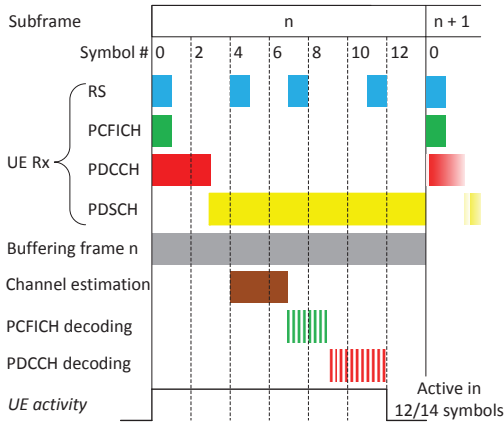 Subframe n n + 1
Symbol # 0 2 4 6 8 10 12 0
RS
PCFICH
UE Rx
PDCCH
PDSCH
Buffering frame n
Channel estimation
PCFICH decoding
PDCCH decoding
UE activity
Active in
12/14 symbols